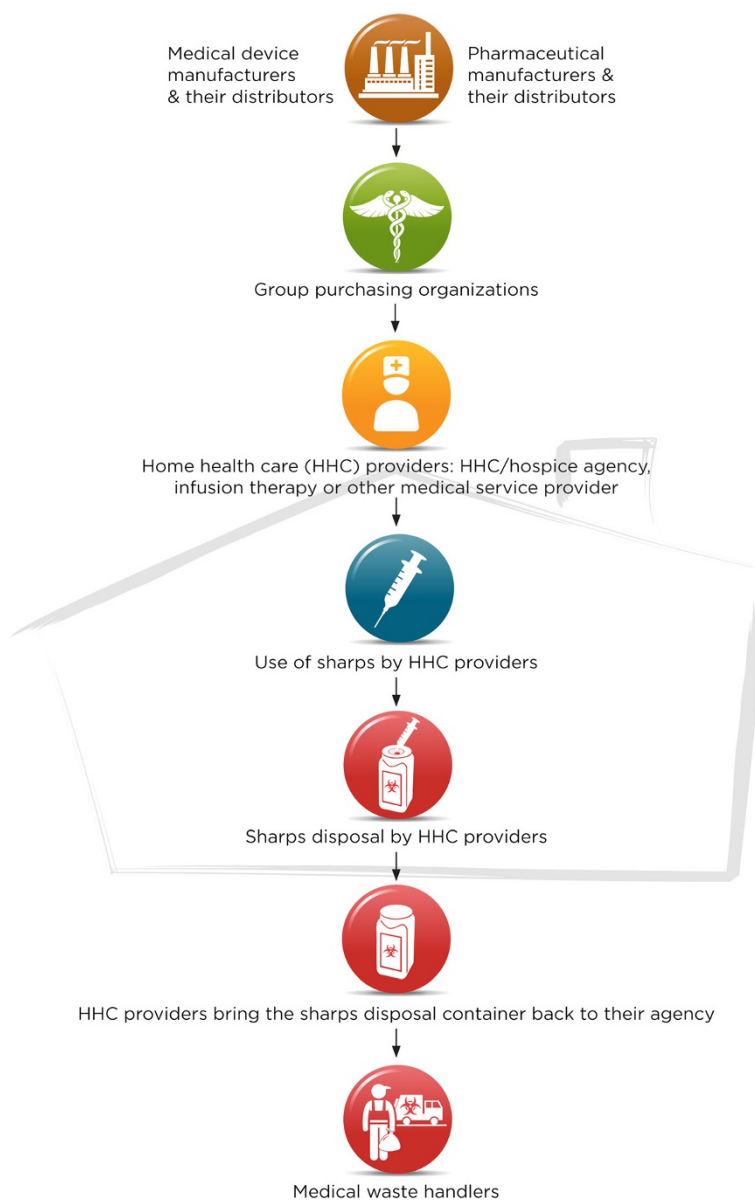 Medical device
manufacturers
& their distributors
Pharmaceutical
manufacturers &
their distributors
Group purchasing organizations
Home health care (HHC) providers: HHC/hospice agency,
infusion therapy or other medical service provider
Use of sharps by HHC providers
Sharps disposal by HHC providers
HHC providers bring the sharps disposal container back to their agency
Medical waste handlers